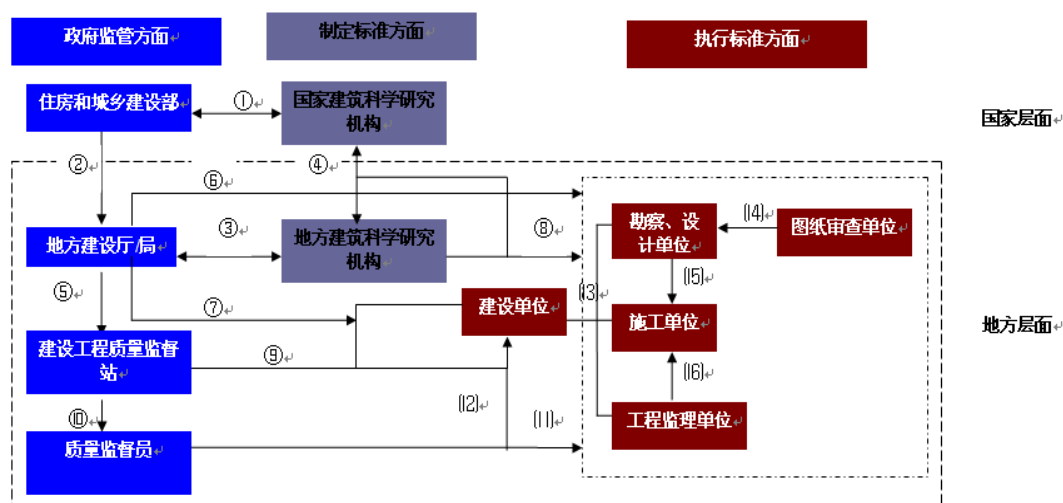 政府监管方面
制定标准方面
执行标准方面
住房和城乡建设部
①
国家建筑科学研究
机构
国家层面
②
④
⑥
③
⑧
地方建设厅/局
地方建筑科学研究
机构
勘察、设
计单位
(14)
图纸审查单位
(15)
⑤
⑦
建设单位
(13)
施工单位
地方层面
建设工程质量监督
站
⑨
(16)
(12)
⑩
(11)
工程监理单位
质量监督员